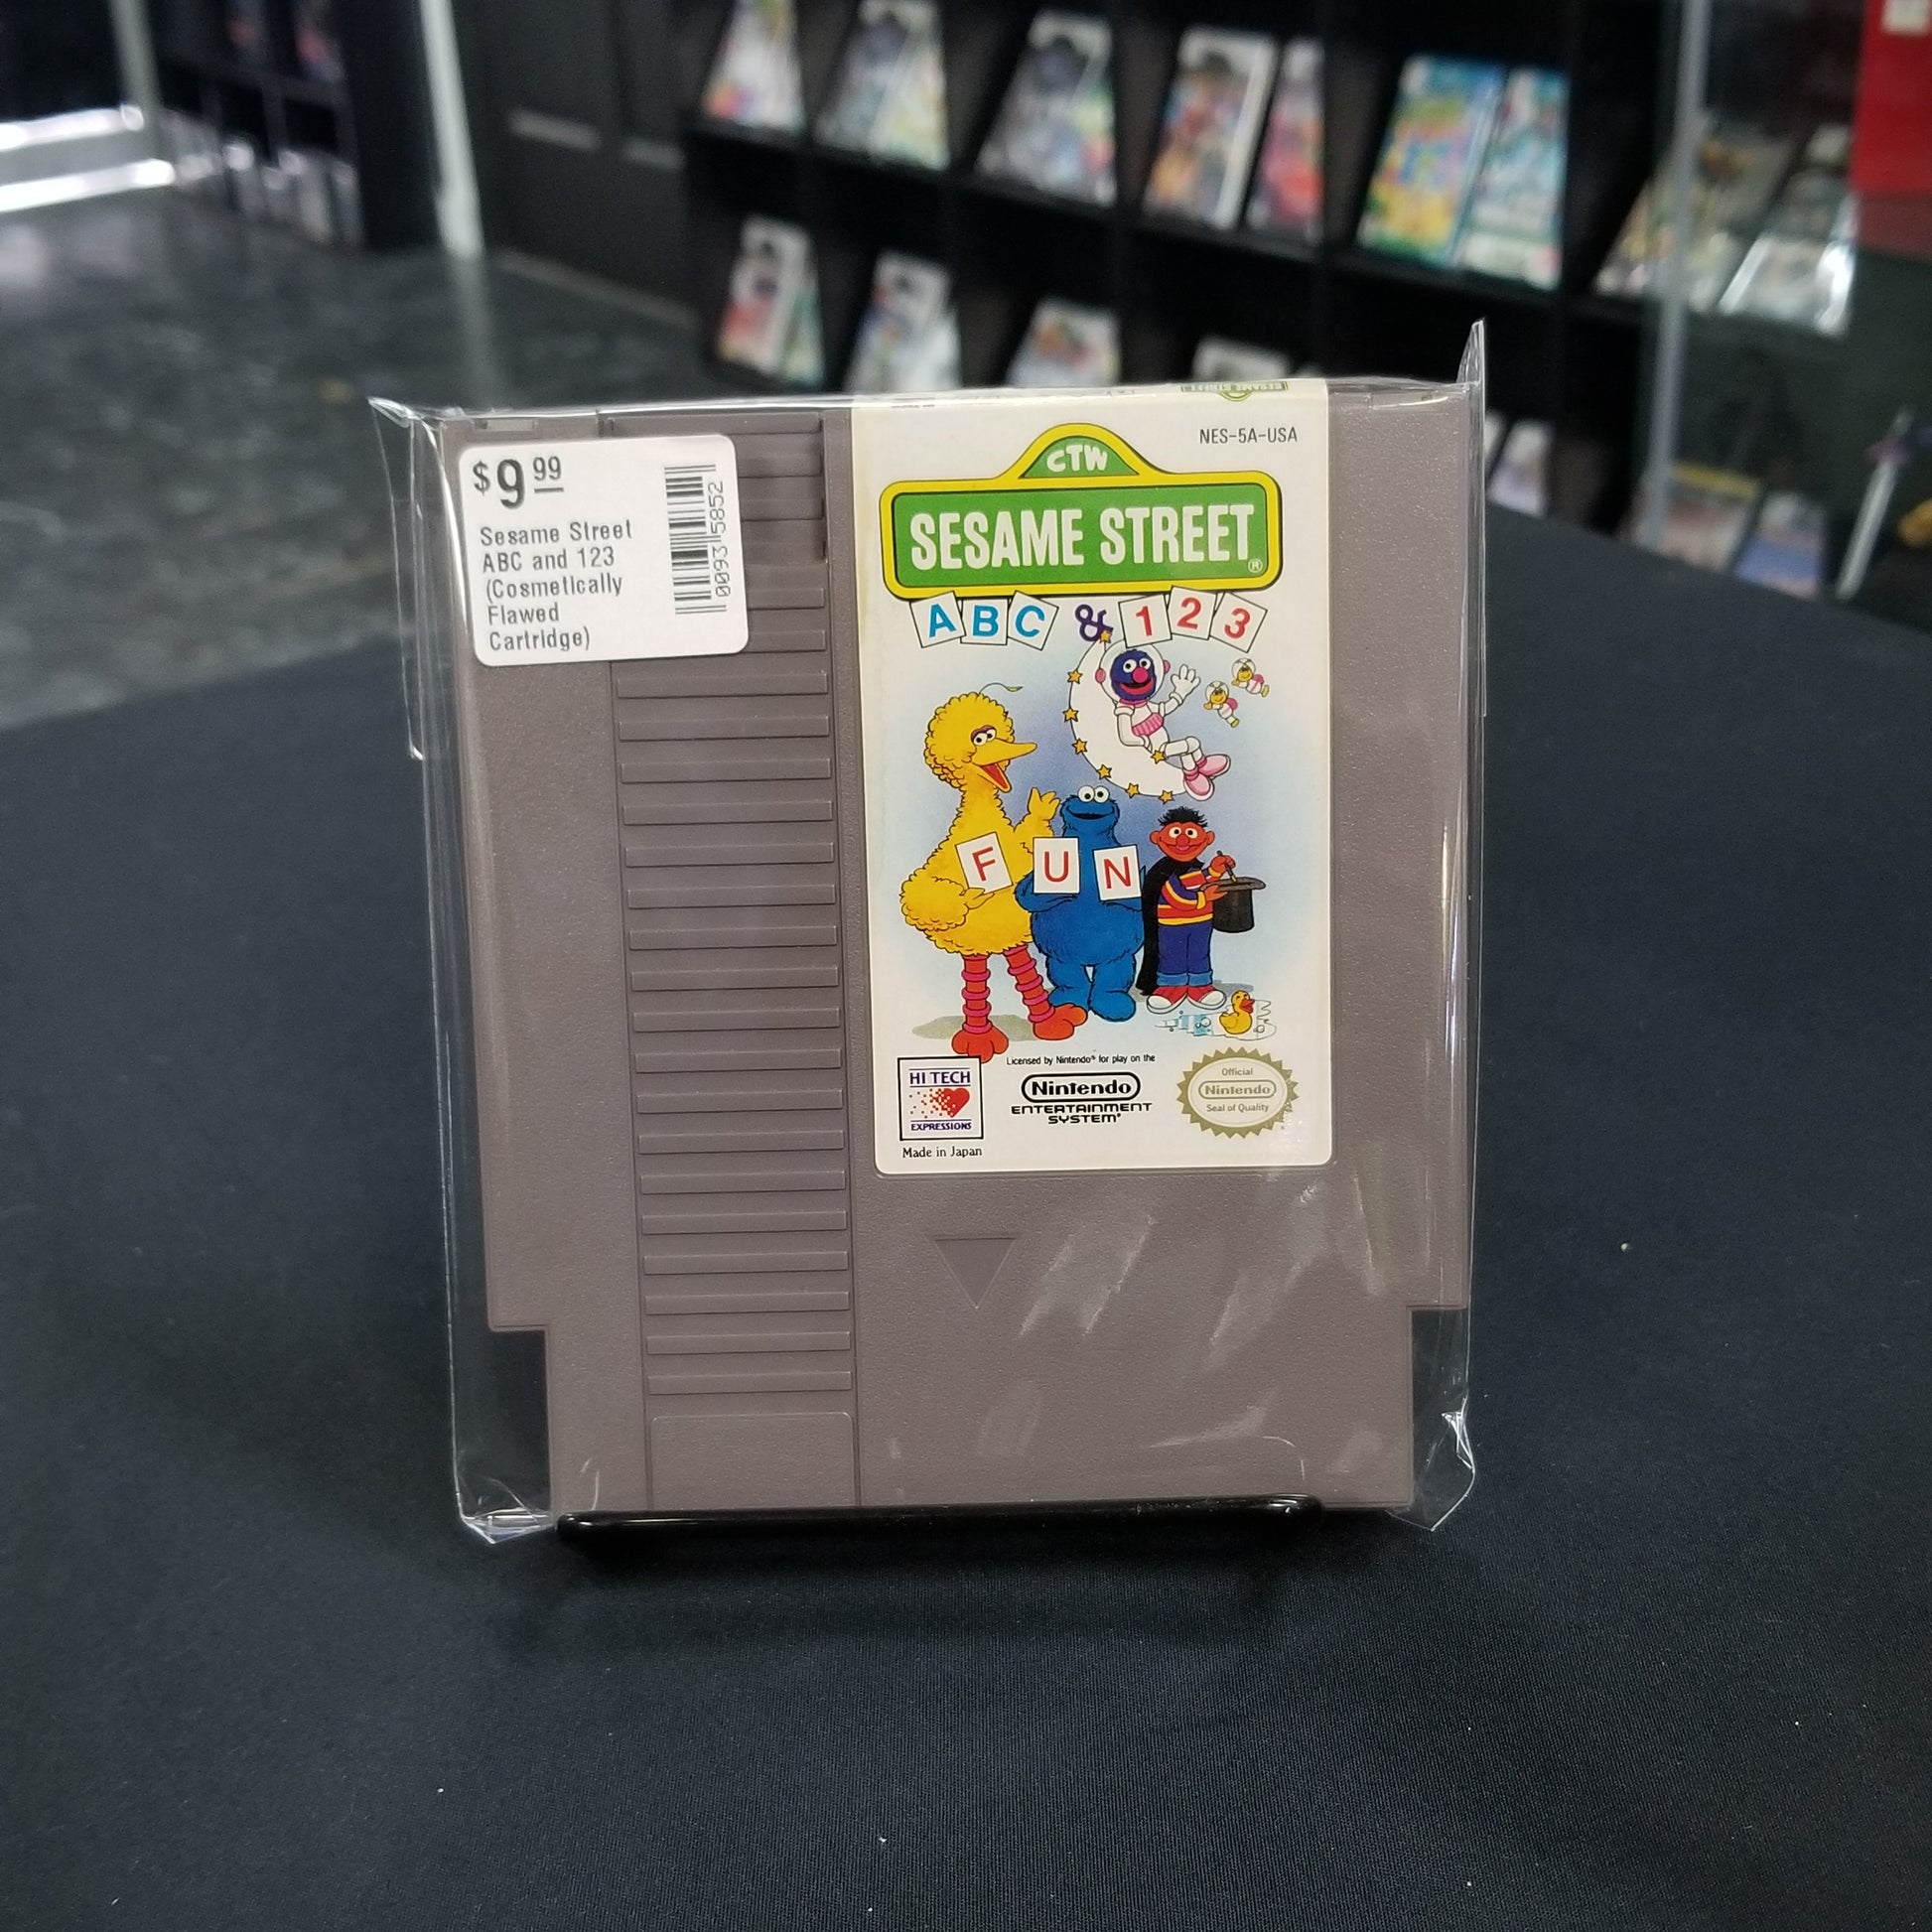 $9.99
Sesame Street
ABC and 123
(Cosmetically
Flawed
Cartridge)
0093 5852
SESAME STREET
NES-5A-USA
CTW
SESAME STREET®
ABC & 123
F U N
HI TECH
EXPRESSIONS
Made in Japan
Licensed by Nintendo® for play on the
Nintendo
ENTERTAINMENT
SYSTEM®
Official
Nintendo
Seal of Quality